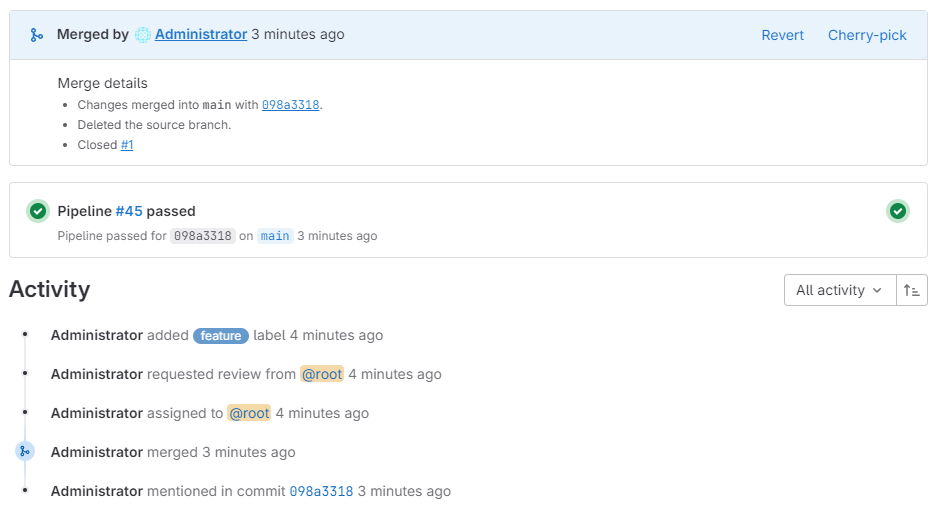 Merged by Administrator 3 minutes ago Revert Cherry-pick
Merge details
Changes merged into main with 098a3318.
Deleted the source branch.
Closed #1
Pipeline #45 passed
Pipeline passed for 098a3318 on main 3 minutes ago
Activity All activity
Administrator added feature label 4 minutes ago
Administrator requested review from @root 4 minutes ago
Administrator assigned to @root 4 minutes ago
Administrator merged 3 minutes ago
Administrator mentioned in commit 098a3318 3 minutes ago